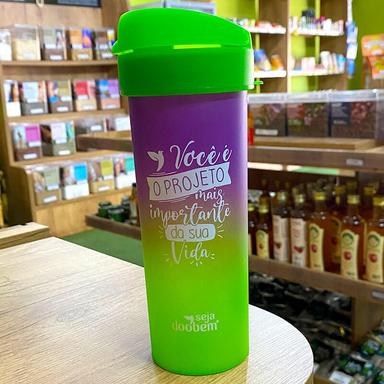 Você é
O PROJETO
mais
importante
da sua
Vida
seja
doobem